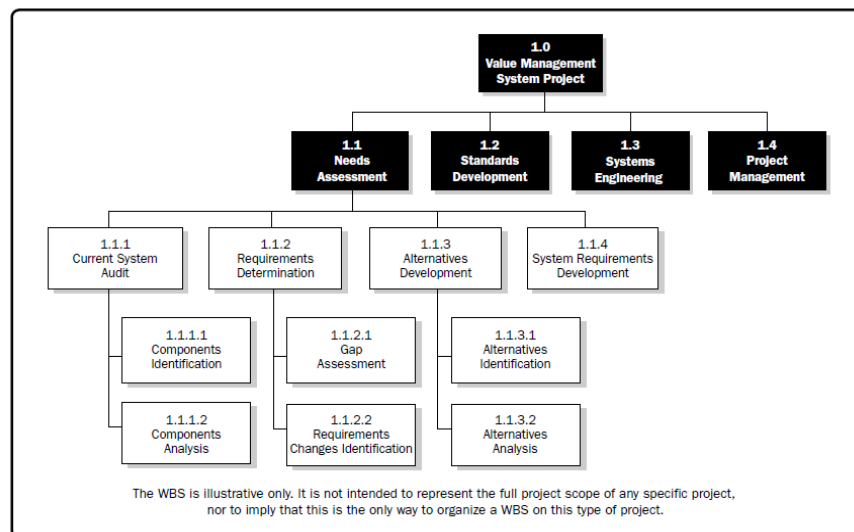 1.0
Value Management
System Project
1.1
Needs
Assessment
1.2
Standards
Development
1.3
Systems
Engineering
1.4
Project
Management
1.1.1
Current System
Audit
1.1.2
Requirements
Determination
1.1.3
Alternatives
Development
1.1.4
System Requirements
Development
1.1.1.1
Components
Identification
1.1.2.1
Gap
Assessment
1.1.3.1
Alternatives
Identification
1.1.1.2
Components
Analysis
1.1.2.2
Requirements
Changes Identification
1.1.3.2
Alternatives
Analysis
The WBS is illustrative only. It is not intended to represent the full project scope of any specific project,
nor to imply that this is the only way to organize a WBS on this type of project.